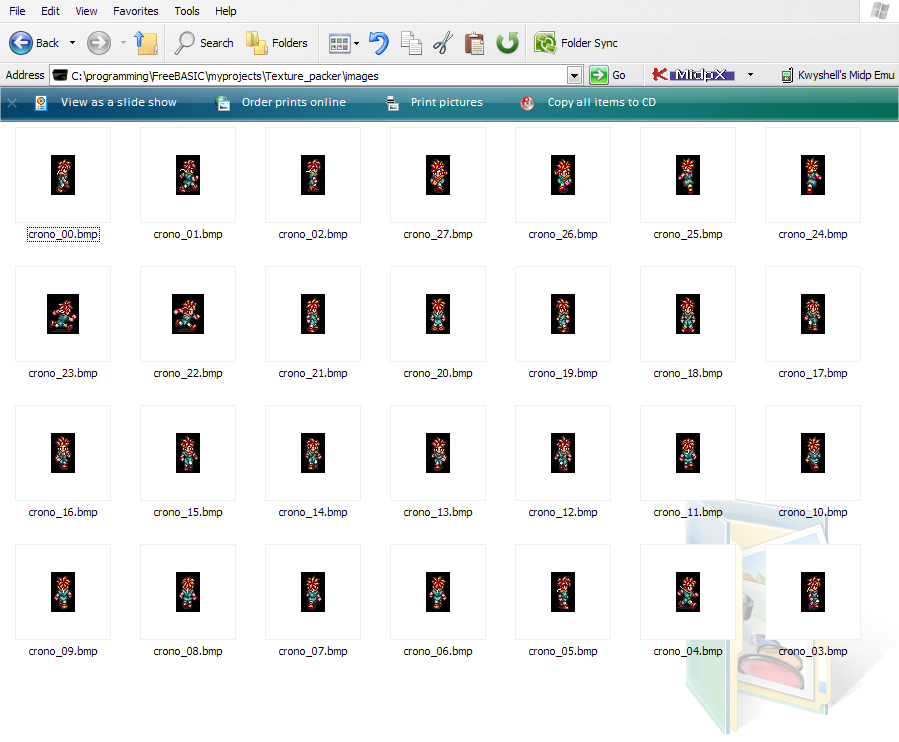 File Edit View Favorites Tools Help
Back Search Folders Folder Sync
Address C:\programming\FreeBASIC\myprojects\Texture_packer\images Go MidpX Kwyshell's Midp Emu
View as a slide show Order prints online Print pictures Copy all items to CD
crono_00.bmp crono_01.bmp crono_02.bmp crono_27.bmp crono_26.bmp crono_25.bmp crono_24.bmp
crono_23.bmp crono_22.bmp crono_21.bmp crono_20.bmp crono_19.bmp crono_18.bmp crono_17.bmp
crono_16.bmp crono_15.bmp crono_14.bmp crono_13.bmp crono_12.bmp crono_11.bmp crono_10.bmp
crono_09.bmp crono_08.bmp crono_07.bmp crono_06.bmp crono_05.bmp crono_04.bmp crono_03.bmp